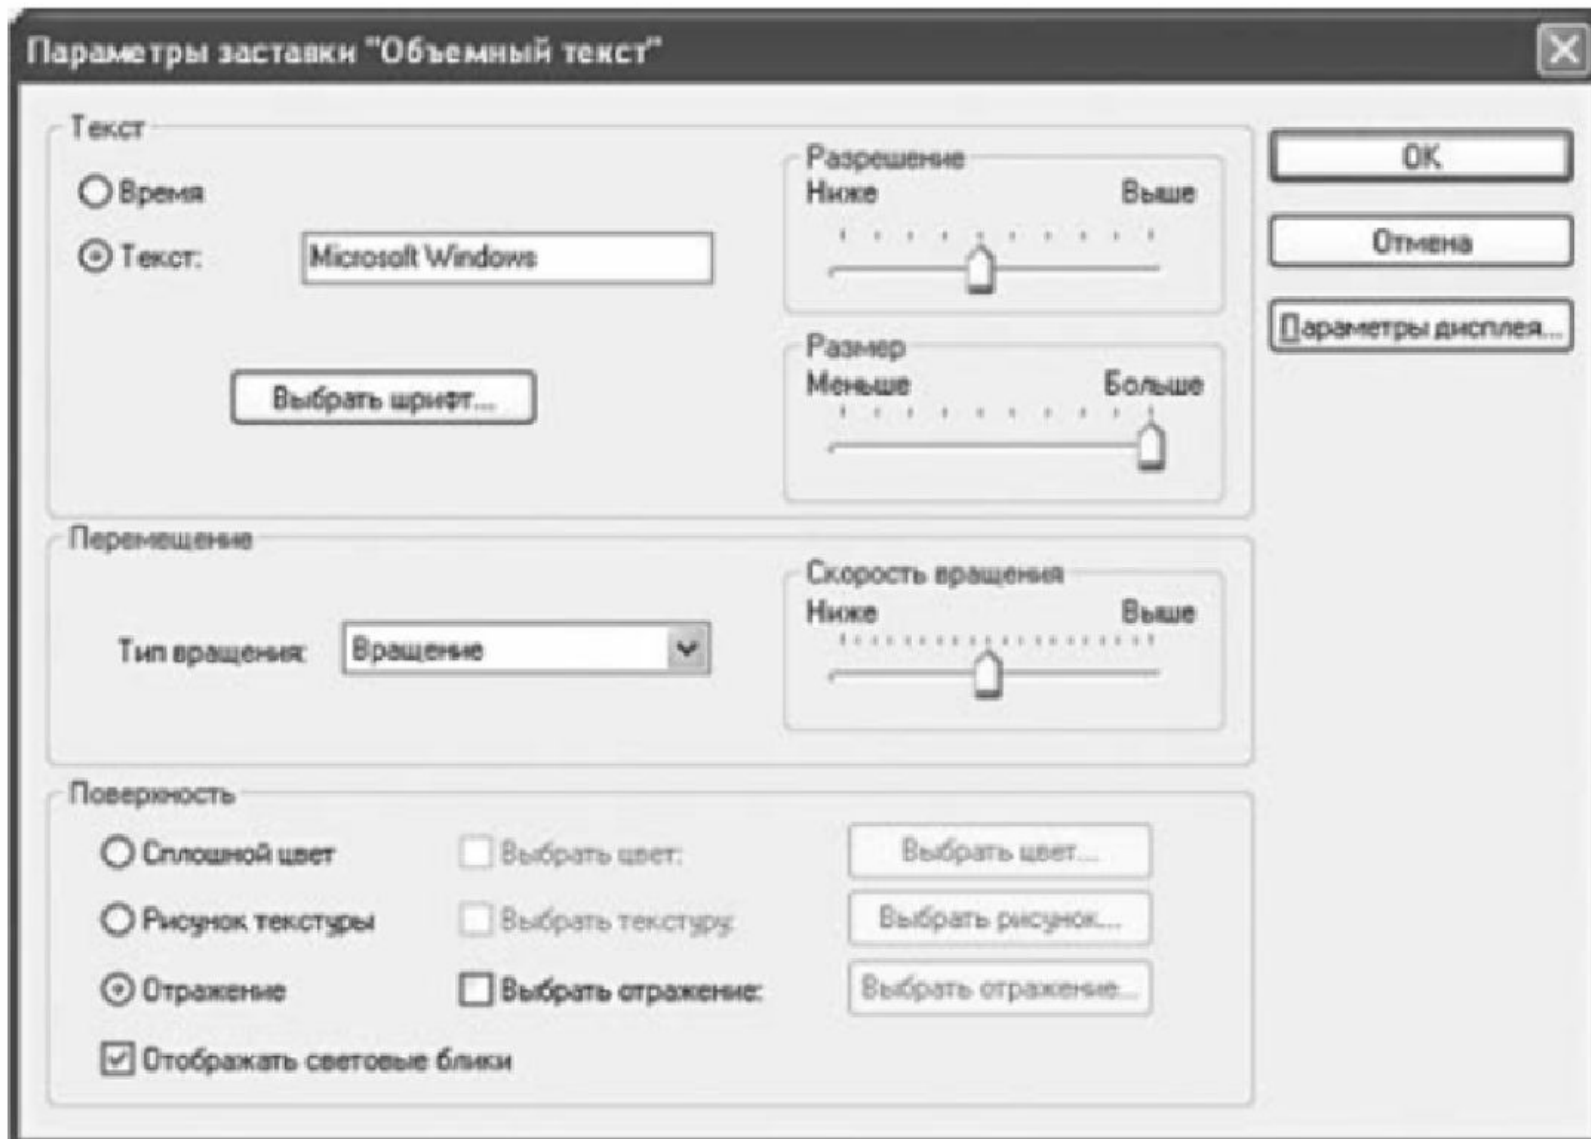 Параметры заставки "Объемный текст"
Текст
Время
Текст:
Microsoft Windows
Выбрать шрифт...
Разрешение
Ниже Выше
Размер
Меньше Больше
OK
Отмена
Параметры дисплея...
Перемещение
Тип вращения:
Вращение
Скорость вращения
Ниже Выше
Поверхность
Сплошной цвет
Выбрать цвет:
Выбрать цвет...
Рисунок текстуры
Выбрать текстуру:
Выбрать рисунок...
Отражение
Выбрать отражение:
Выбрать отражение...
Отображать световые блики